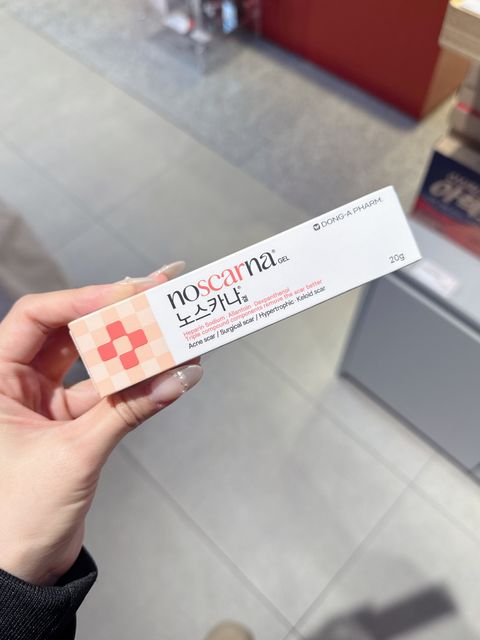 DONG-A PHARM.
noscarna® GEL
노스카나® 겔
20g
Heparin Sodium · Allantoin · Dexpanthenol
Triple compound components remove the scar better
Acne scar / Surgical scar / Hypertrophic · Keloid scar